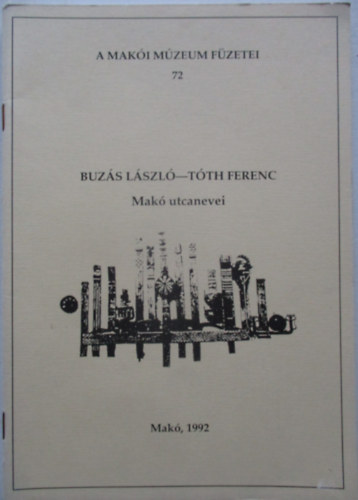 A MAKÓI MÚZEUM FÜZETEI
72
BUZÁS LÁSZLÓ—TÓTH FERENC
Makó utcanevei
Makó, 1992